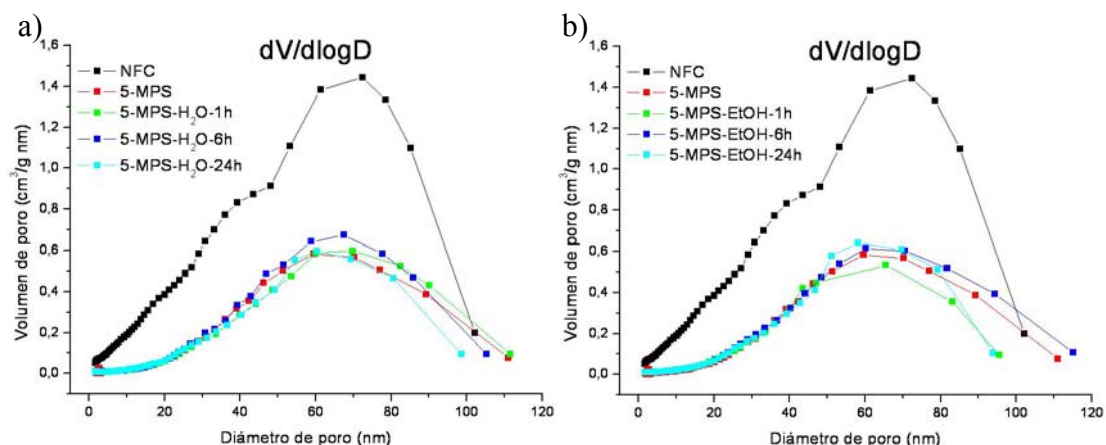 a)
dV/dlogD
Volumen de poro (cm³/g nm)
1,6
1,4
1,2
1,0
0,8
0,6
0,4
0,2
0,0
NFC
5-MPS
5-MPS-H₂O-1h
5-MPS-H₂O-6h
5-MPS-H₂O-24h
0 20 40 60 80 100 120
Diámetro de poro (nm)
b)
dV/dlogD
Volumen de poro (cm³/g nm)
1,6
1,4
1,2
1,0
0,8
0,6
0,4
0,2
0,0
NFC
5-MPS
5-MPS-EtOH-1h
5-MPS-EtOH-6h
5-MPS-EtOH-24h
0 20 40 60 80 100 120
Diámetro de poro (nm)